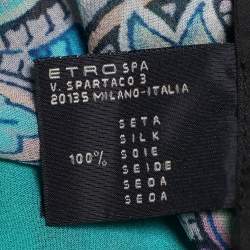 ETRO SPA
V. SPARTACO 3
20135 MILANO-ITALIA
SETA
SILK
100% SOIE
SEIDE
SEDA
SEDA